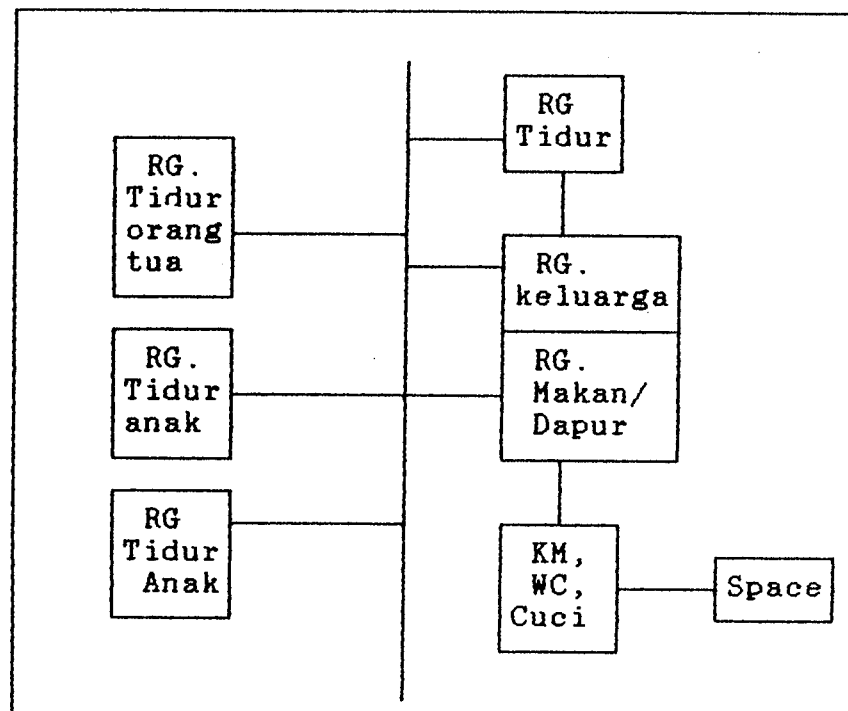 RG
Tidur
RG.
Tidur
orang
tua
RG.
keluarga
RG.
Tidur
anak
RG.
Makan/
Dapur
RG
Tidur
Anak
KM,
WC,
Cuci
Space